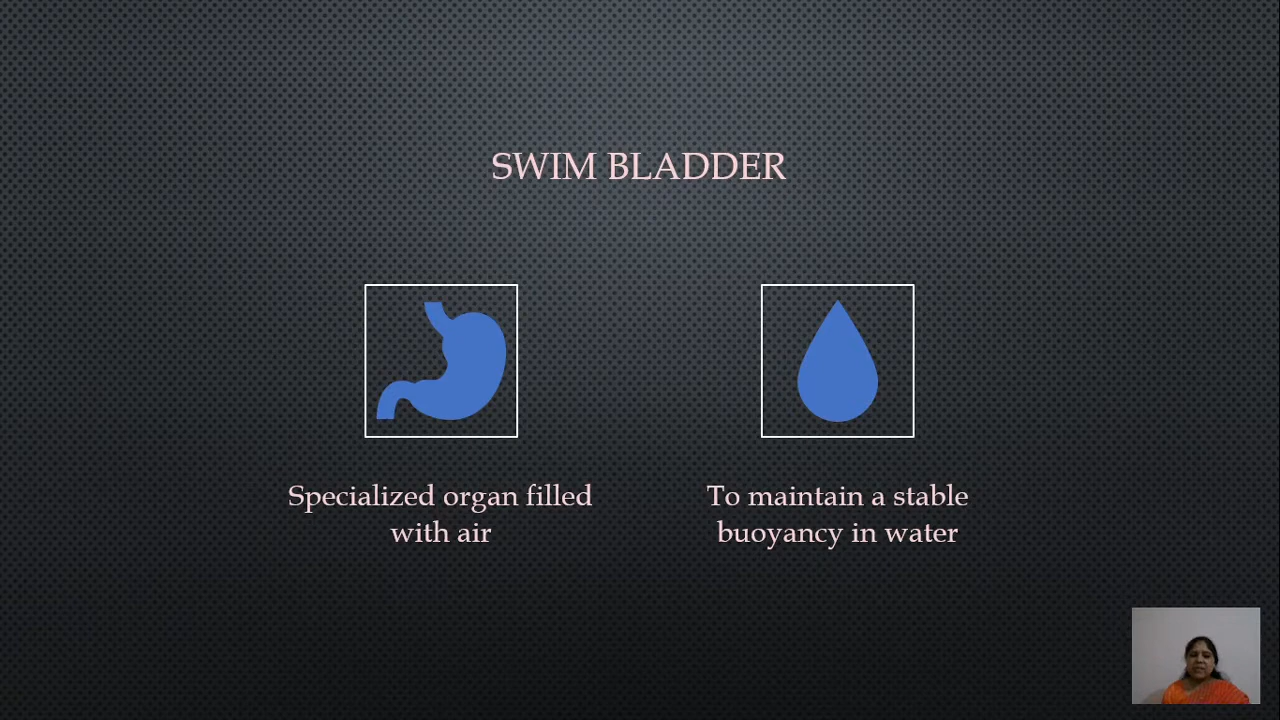 SWIM BLADDER
Specialized organ filled
with air
To maintain a stable
buoyancy in water